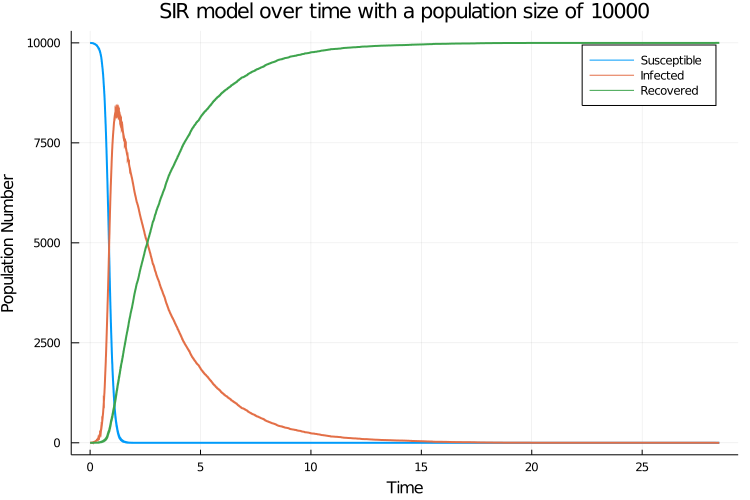 SIR model over time with a population size of 10000
10000
7500
5000
2500
0
Population Number
Susceptible
Infected
Recovered
0 5 10 15 20 25
Time